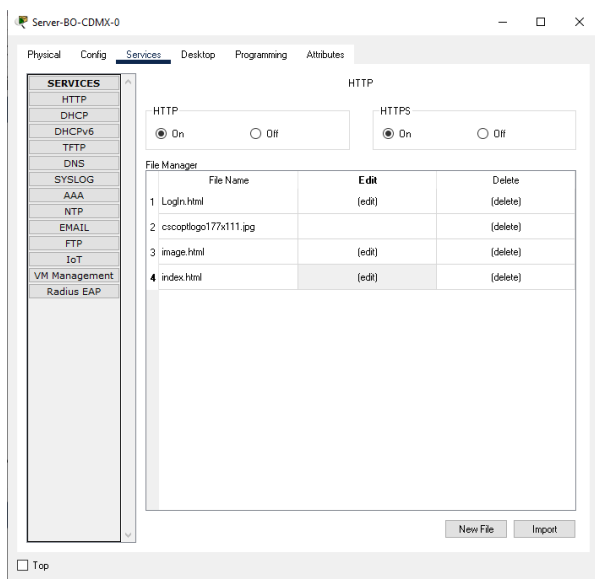 Server-BO-CDMX-0
Physical Config Services Desktop Programming Attributes
SERVICES
HTTP
DHCP
DHCPv6
TFTP
DNS
SYSLOG
AAA
NTP
EMAIL
FTP
IoT
VM Management
Radius EAP
HTTP
HTTP
On Off
HTTPS
On Off
File Manager
File Name Edit Delete
1 LogIn.html (edit) (delete)
2 cscoptlogo177x111.jpg (delete)
3 image.html (edit) (delete)
4 index.html (edit) (delete)
New File Import
Top